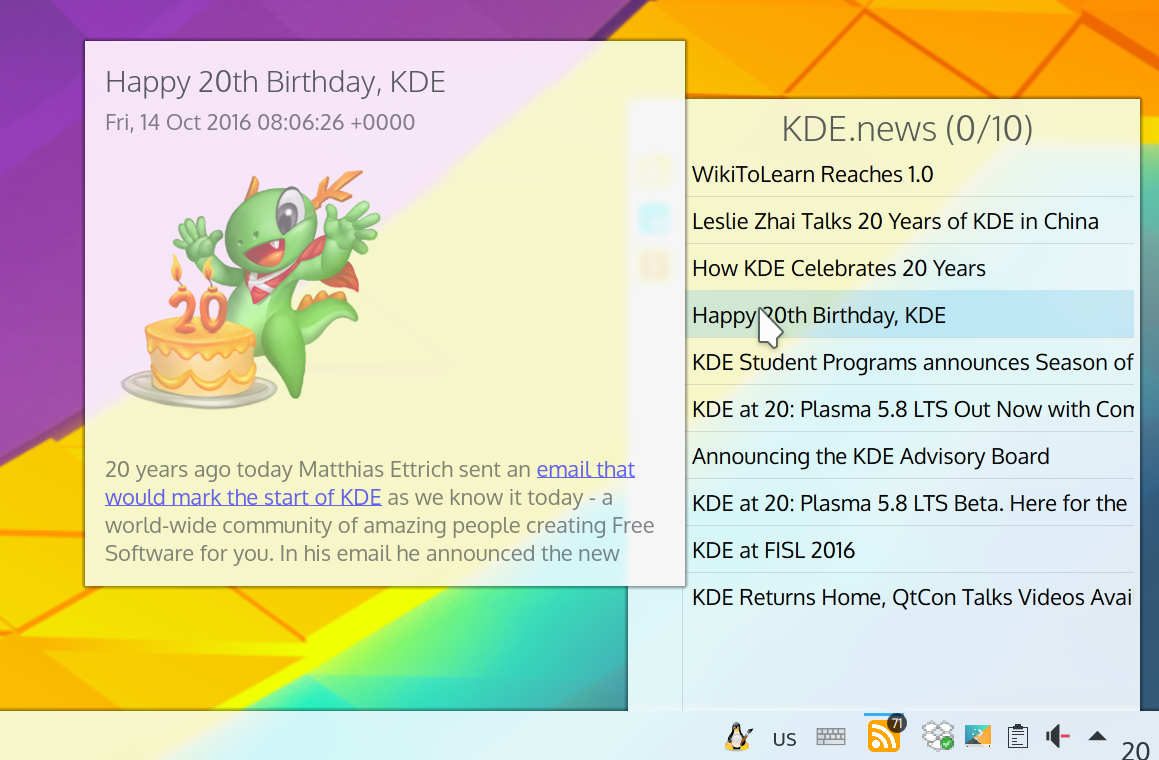 Happy 20th Birthday, KDE
Fri, 14 Oct 2016 08:06:26 +0000
20
20 years ago today Matthias Ettrich sent an email that
would mark the start of KDE as we know it today - a
world-wide community of amazing people creating Free
Software for you. In his email he announced the new
KDE.news (0/10)
WikiToLearn Reaches 1.0
Leslie Zhai Talks 20 Years of KDE in China
How KDE Celebrates 20 Years
Happy 20th Birthday, KDE
KDE Student Programs announces Season of
KDE at 20: Plasma 5.8 LTS Out Now with Com
Announcing the KDE Advisory Board
KDE at 20: Plasma 5.8 LTS Beta. Here for the
KDE at FISL 2016
KDE Returns Home, QtCon Talks Videos Avai
us
71
20